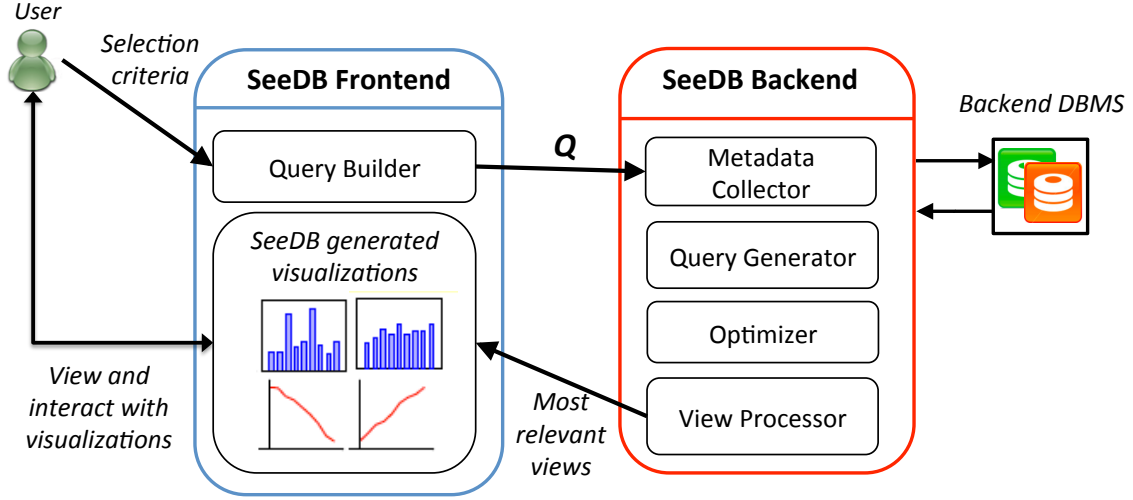 User
Selection
criteria
SeeDB Frontend
Query Builder
SeeDB generated
visualizations
View and
interact with
visualizations
Q
Most
relevant
views
SeeDB Backend
Metadata
Collector
Query Generator
Optimizer
View Processor
Backend DBMS